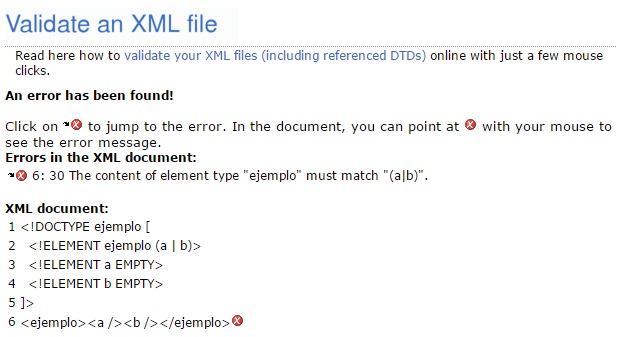 Validate an XML file
Read here how to validate your XML files (including referenced DTDs) online with just a few mouse
clicks.
An error has been found!
Click on to jump to the error. In the document, you can point at with your mouse to
see the error message.
Errors in the XML document:
6: 30 The content of element type "ejemplo" must match "(a|b)".
XML document:
1 <!DOCTYPE ejemplo [
2 <!ELEMENT ejemplo (a | b)>
3 <!ELEMENT a EMPTY>
4 <!ELEMENT b EMPTY>
5 ]>
6 <ejemplo><a /><b /></ejemplo>